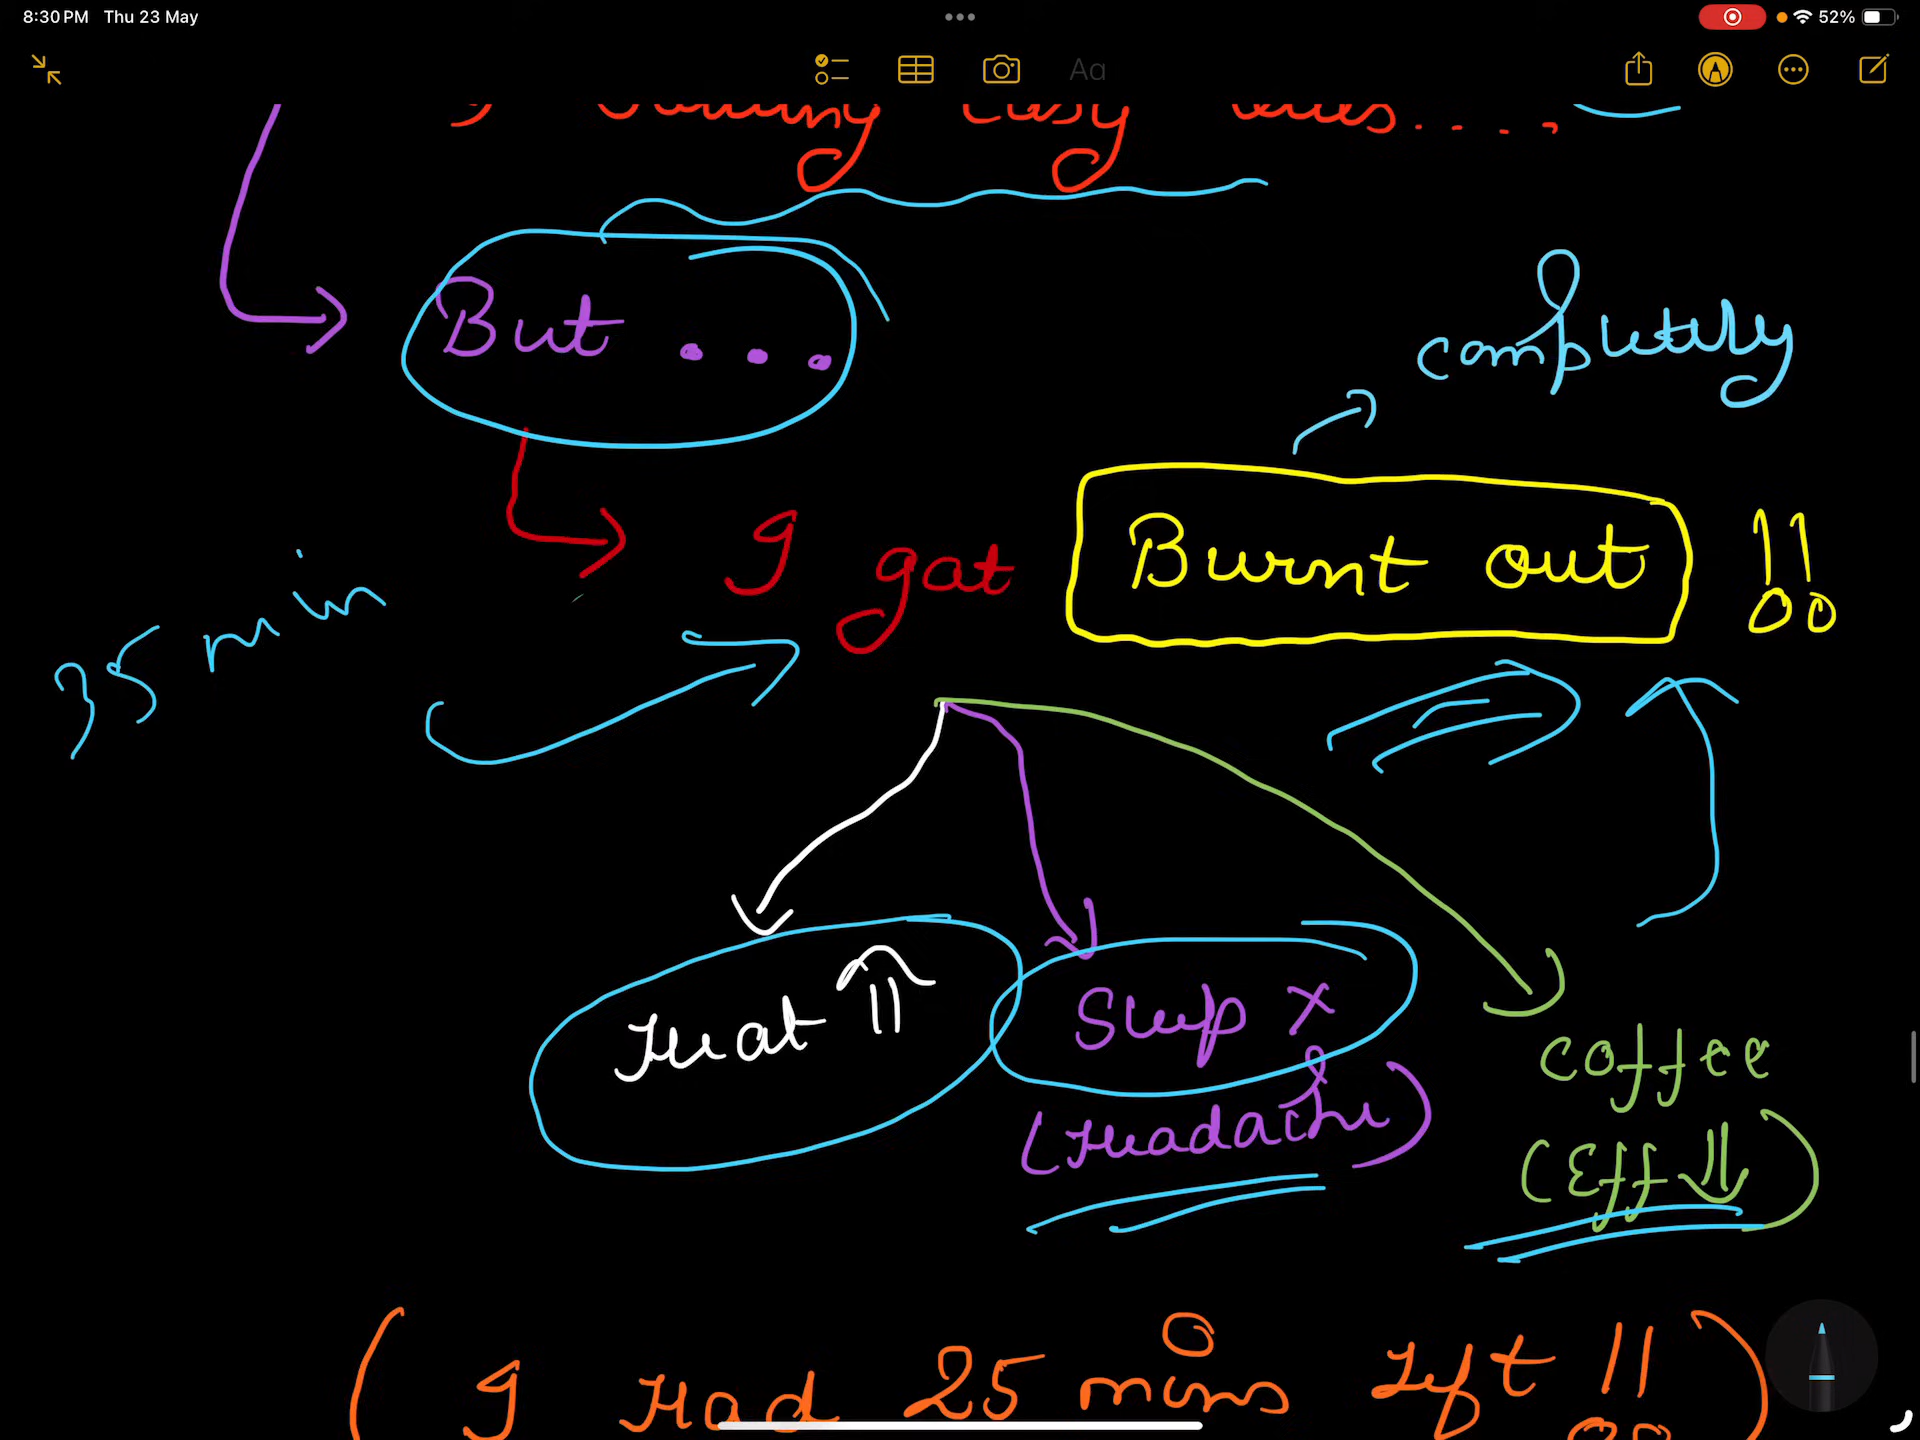 8:30 PM Thu 23 May
52%
Aa
easy
But ...
completely
I got Burnt out !!
35 min
Heat ⇑
Sleep x
(Headache)
coffee
(Eff ⇓)
(I Had 25 mins Left !!)